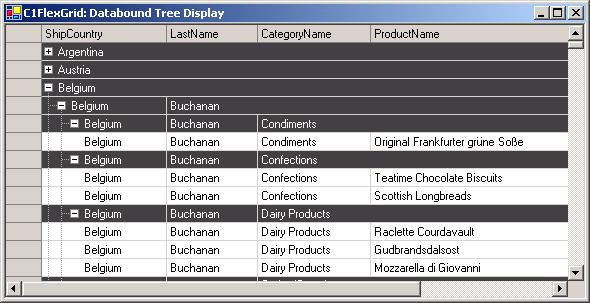 C1FlexGrid: Databound Tree Display
ShipCountry LastName CategoryName ProductName
Argentina
Austria
Belgium
Belgium Buchanan
Belgium Buchanan Condiments
Belgium Buchanan Condiments Original Frankfurter grüne Soße
Belgium Buchanan Confections
Belgium Buchanan Confections Teatime Chocolate Biscuits
Belgium Buchanan Confections Scottish Longbreads
Belgium Buchanan Dairy Products
Belgium Buchanan Dairy Products Raclette Courdavault
Belgium Buchanan Dairy Products Gudbrandsdalsost
Belgium Buchanan Dairy Products Mozzarella di Giovanni